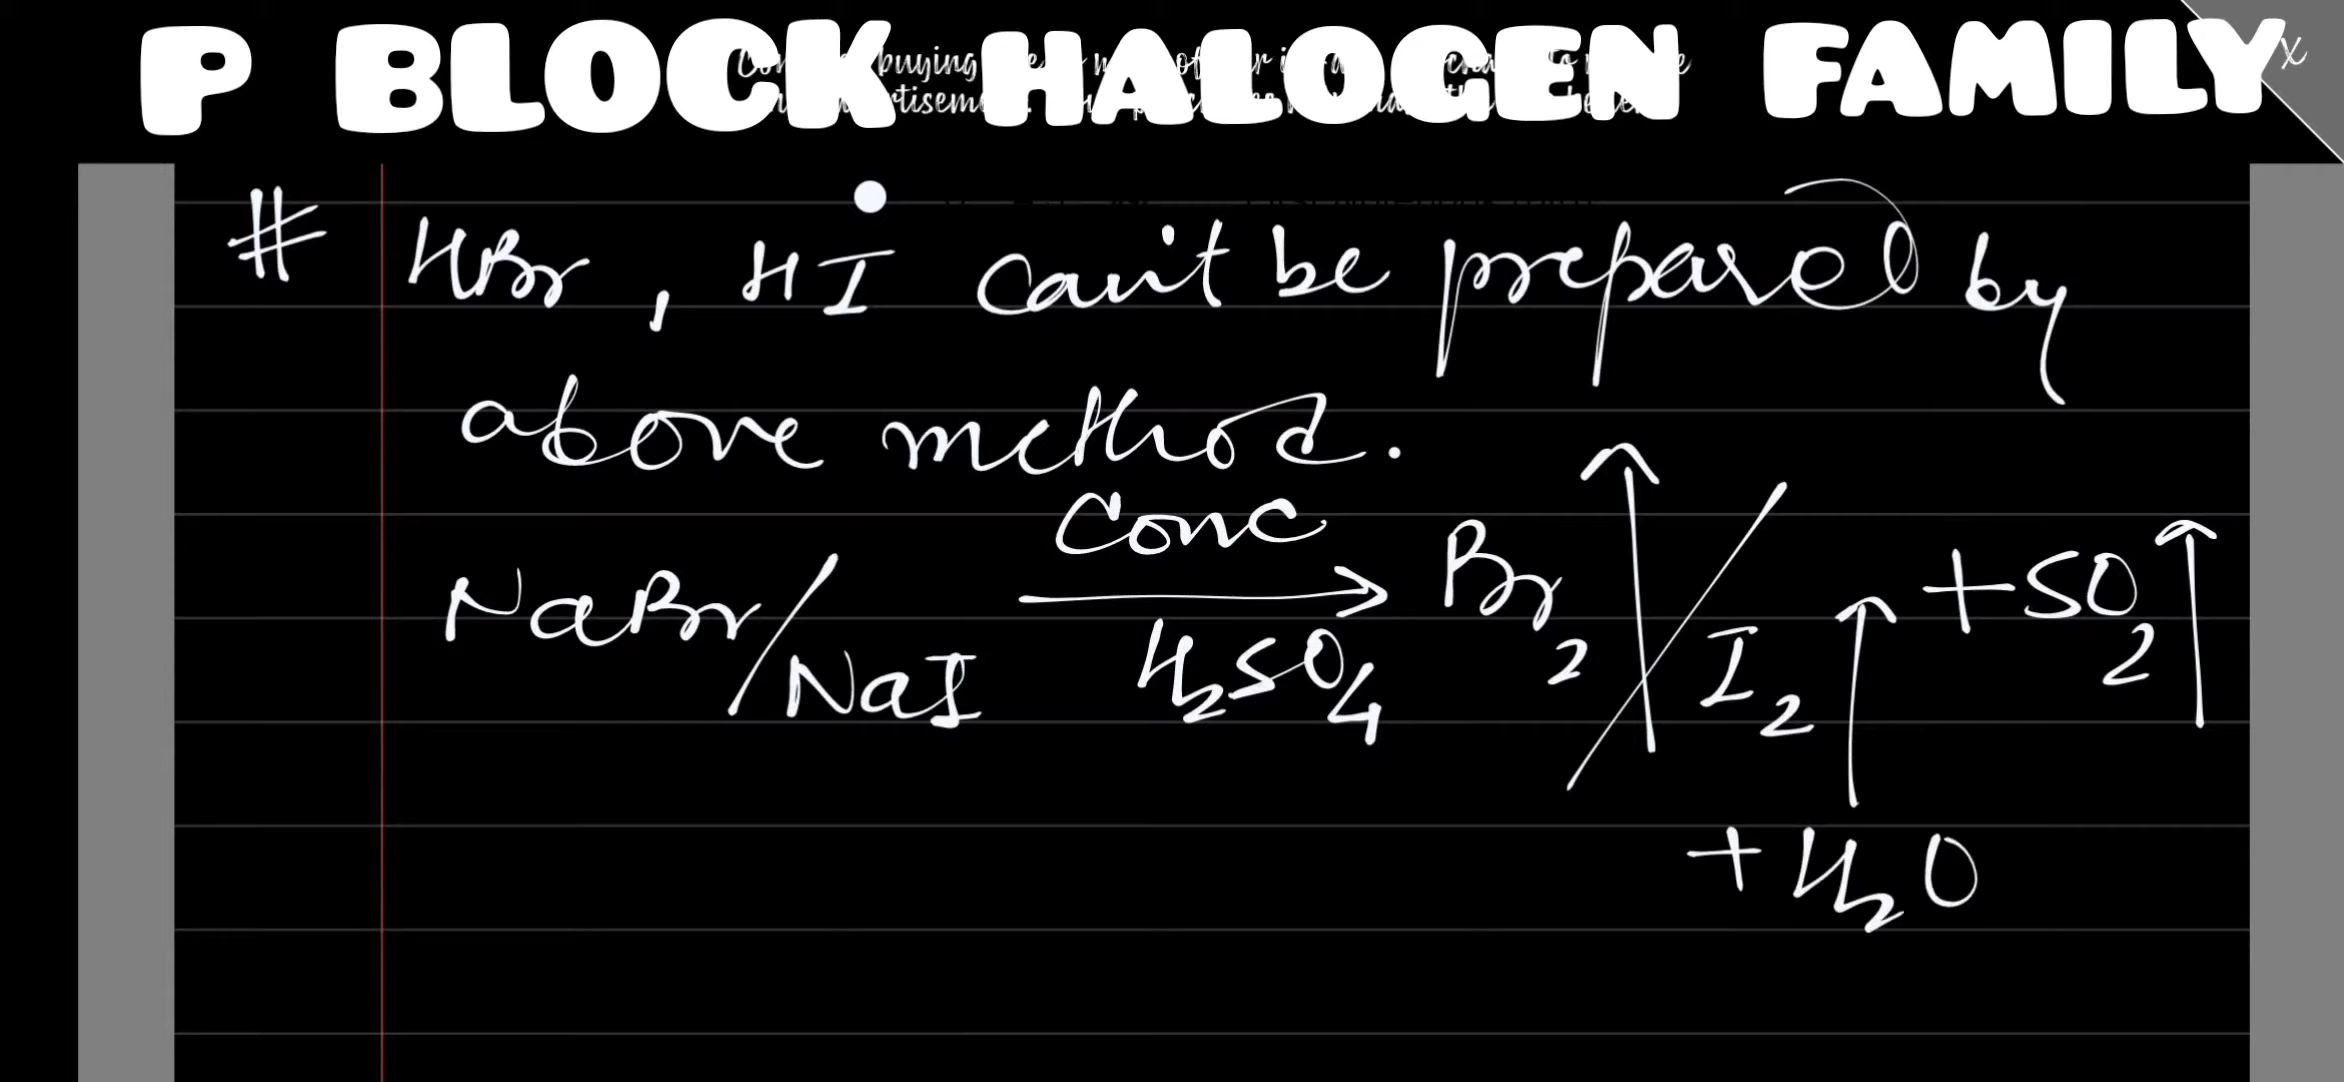 P BLOCK HALOGEN FAMILY
buying
# HBr, HI can't be prepared by
above method.
NaBr/NaI Conc H2SO4 → Br2↑/I2↑ + SO2↑
+ H2O